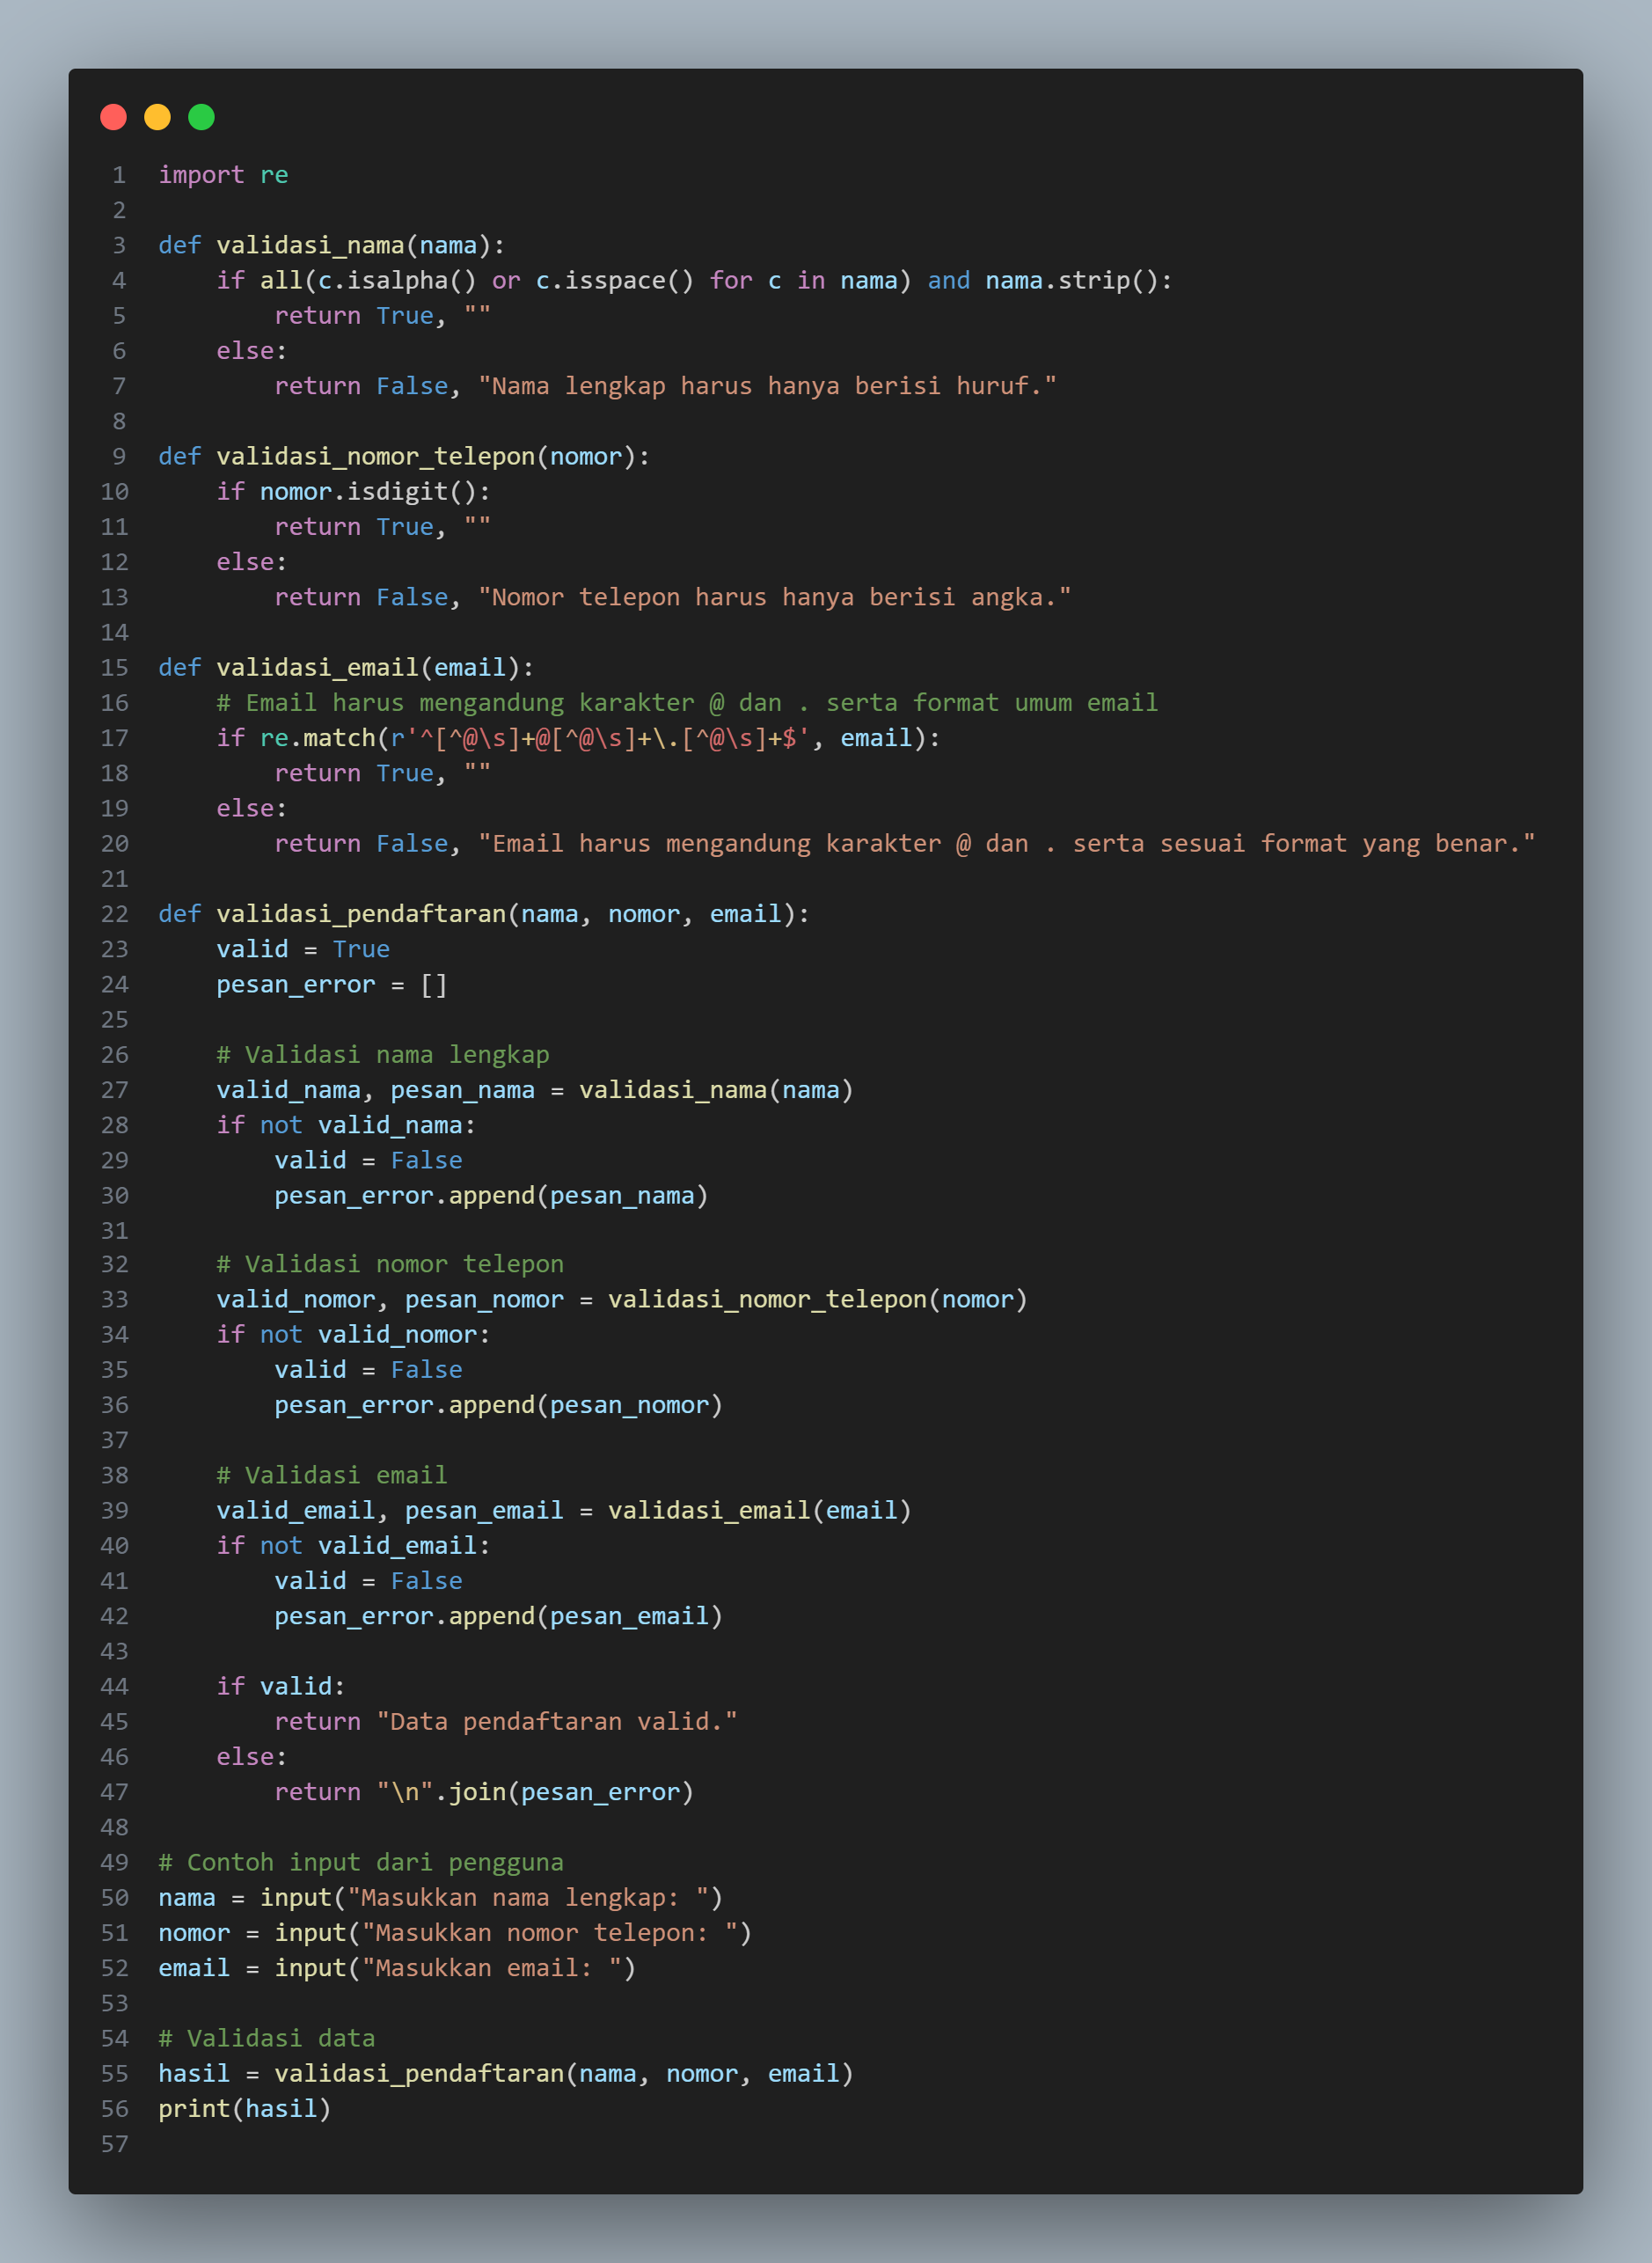 1 import re
2
3 def validasi_nama(nama):
4     if all(c.isalpha() or c.isspace() for c in nama) and nama.strip():
5         return True, ""
6     else:
7         return False, "Nama lengkap harus hanya berisi huruf."
8
9 def validasi_nomor_telepon(nomor):
10     if nomor.isdigit():
11         return True, ""
12     else:
13         return False, "Nomor telepon harus hanya berisi angka."
14
15 def validasi_email(email):
16     # Email harus mengandung karakter @ dan . serta format umum email
17     if re.match(r'^[^@\s]+@[^@\s]+\.[^@\s]+$', email):
18         return True, ""
19     else:
20         return False, "Email harus mengandung karakter @ dan . serta sesuai format yang benar."
21
22 def validasi_pendaftaran(nama, nomor, email):
23     valid = True
24     pesan_error = []
25
26     # Validasi nama lengkap
27     valid_nama, pesan_nama = validasi_nama(nama)
28     if not valid_nama:
29         valid = False
30         pesan_error.append(pesan_nama)
31
32     # Validasi nomor telepon
33     valid_nomor, pesan_nomor = validasi_nomor_telepon(nomor)
34     if not valid_nomor:
35         valid = False
36         pesan_error.append(pesan_nomor)
37
38     # Validasi email
39     valid_email, pesan_email = validasi_email(email)
40     if not valid_email:
41         valid = False
42         pesan_error.append(pesan_email)
43
44     if valid:
45         return "Data pendaftaran valid."
46     else:
47         return "\n".join(pesan_error)
48
49 # Contoh input dari pengguna
50 nama = input("Masukkan nama lengkap: ")
51 nomor = input("Masukkan nomor telepon: ")
52 email = input("Masukkan email: ")
53
54 # Validasi data
55 hasil = validasi_pendaftaran(nama, nomor, email)
56 print(hasil)
57